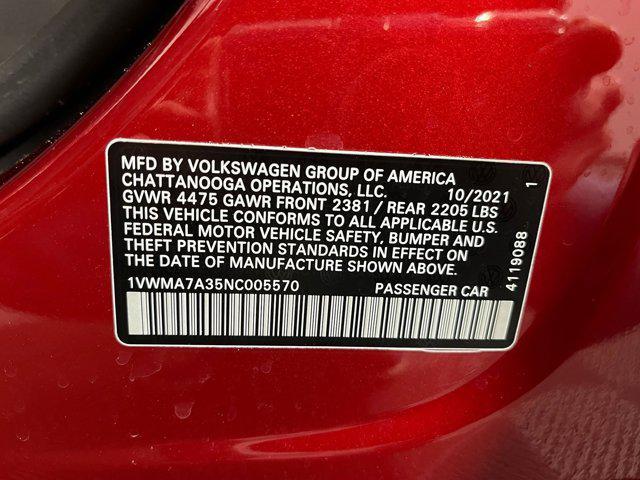 MFD BY VOLKSWAGEN GROUP OF AMERICA
CHATTANOOGA OPERATIONS, LLC. 10/2021
GVWR 4475 GAWR FRONT 2381 / REAR 2205 LBS
THIS VEHICLE CONFORMS TO ALL APPLICABLE U.S.
FEDERAL MOTOR VEHICLE SAFETY, BUMPER AND
THEFT PREVENTION STANDARDS IN EFFECT ON
THE DATE OF MANUFACTURE SHOWN ABOVE.
1VWMA7A35NC005570 PASSENGER CAR
4119088 1